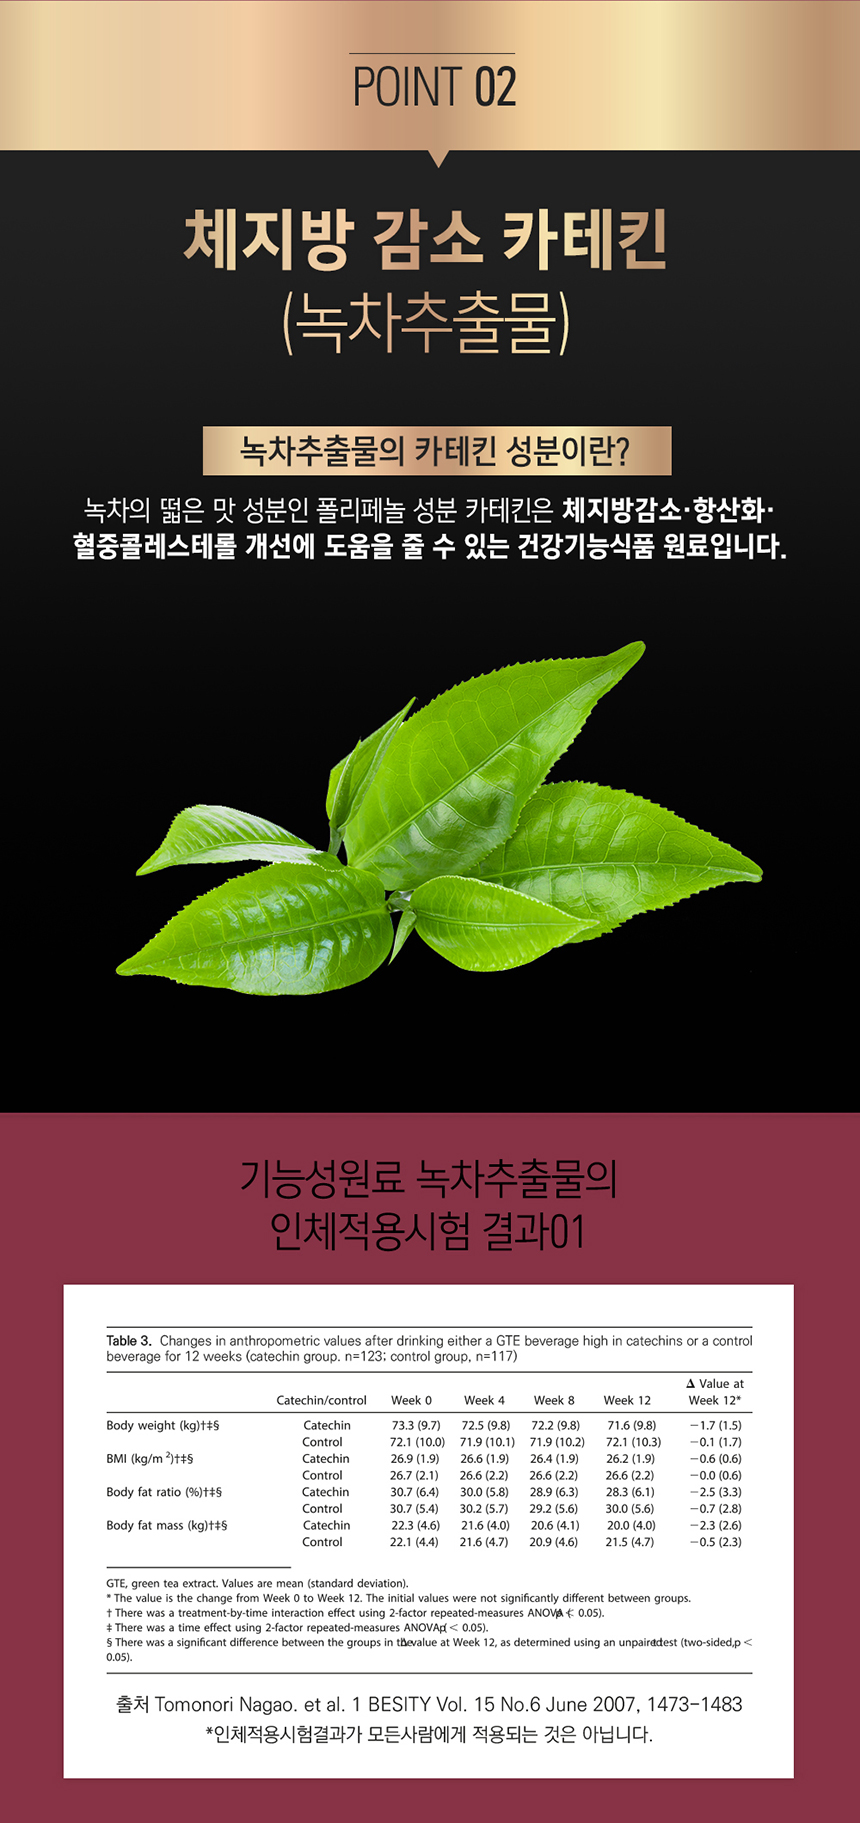 POINT 02
체지방 감소 카테킨
(녹차추출물)
녹차추출물의 카테킨 성분이란?
녹차의 떫은 맛 성분인 폴리페놀 성분 카테킨은 체지방감소·항산화·
혈중콜레스테롤 개선에 도움을 줄 수 있는 건강기능식품 원료입니다.
기능성원료 녹차추출물의
인체적용시험 결과01
Table 3. Changes in anthropometric values after drinking either a GTE beverage high in catechins or a control
beverage for 12 weeks (catechin group. n=123; control group, n=117)
Δ Value at
Catechin/control Week 0 Week 4 Week 8 Week 12 Week 12*
Body weight (kg)†‡§ Catechin 73.3 (9.7) 72.5 (9.8) 72.2 (9.8) 71.6 (9.8) −1.7 (1.5)
Control 72.1 (10.0) 71.9 (10.1) 71.9 (10.2) 72.1 (10.3) −0.1 (1.7)
BMI (kg/m ²)†‡§ Catechin 26.9 (1.9) 26.6 (1.9) 26.4 (1.9) 26.2 (1.9) −0.6 (0.6)
Control 26.7 (2.1) 26.6 (2.2) 26.6 (2.2) 26.6 (2.2) −0.0 (0.6)
Body fat ratio (%)†‡§ Catechin 30.7 (6.4) 30.0 (5.8) 28.9 (6.3) 28.3 (6.1) −2.5 (3.3)
Control 30.7 (5.4) 30.2 (5.7) 29.2 (5.6) 30.0 (5.6) −0.7 (2.8)
Body fat mass (kg)†‡§ Catechin 22.3 (4.6) 21.6 (4.0) 20.6 (4.1) 20.0 (4.0) −2.3 (2.6)
Control 22.1 (4.4) 21.6 (4.7) 20.9 (4.6) 21.5 (4.7) −0.5 (2.3)
GTE, green tea extract. Values are mean (standard deviation).
* The value is the change from Week 0 to Week 12. The initial values were not significantly different between groups.
† There was a treatment-by-time interaction effect using 2-factor repeated-measures ANOVA (p < 0.05).
‡ There was a time effect using 2-factor repeated-measures ANOVA (p < 0.05).
§ There was a significant difference between the groups in the Δ value at Week 12, as determined using an unpaired t test (two-sided,p <
0.05).
출처 Tomonori Nagao. et al. 1 BESITY Vol. 15 No.6 June 2007, 1473-1483
*인체적용시험결과가 모든사람에게 적용되는 것은 아닙니다.